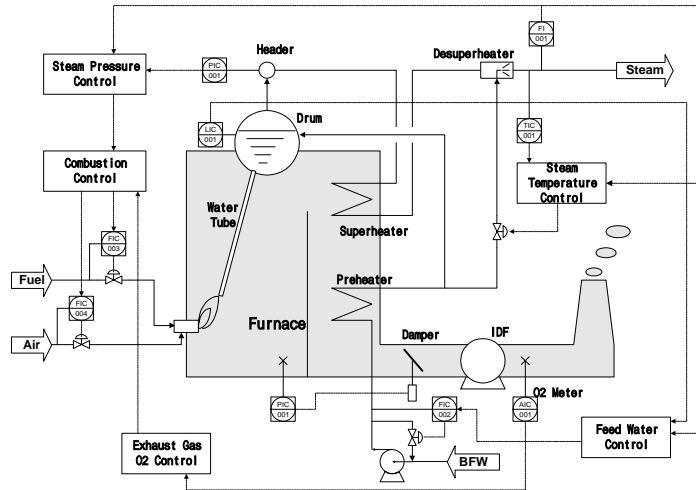 FI
001
Header
Desuperheater
Steam
Steam Pressure
Control
PIC
001
Drum
LIC
001
TIC
001
Combustion
Control
Steam
Temperature
Control
Water
Tube
Superheater
FIC
003
Fuel
Preheater
FIC
004
Furnace
Damper
IDF
Air
PIC
001
FIC
002
AIC
001
O2 Meter
Feed Water
Control
Exhaust Gas
O2 Control
BFW